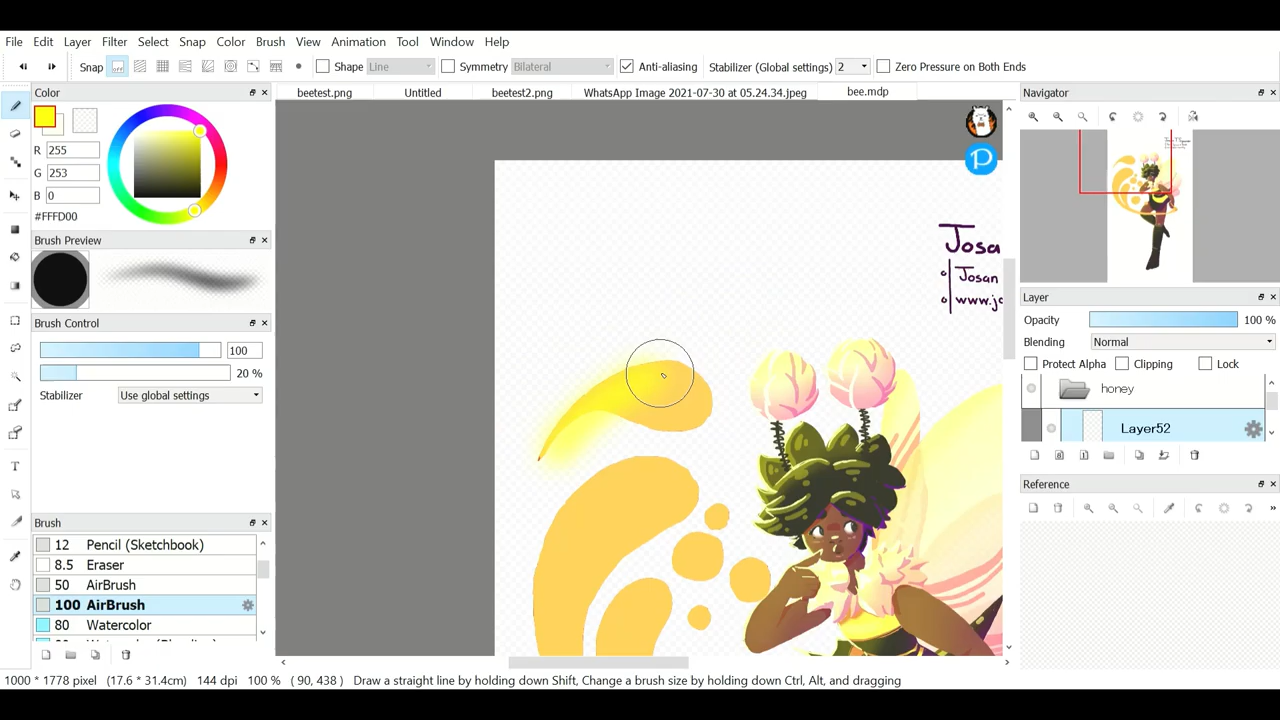 File Edit Layer Filter Select Snap Color Brush View Animation Tool Window Help
Snap off Shape Line Symmetry Bilateral Anti-aliasing Stabilizer (Global settings) 2 Zero Pressure on Both Ends
Color
beetest.png Untitled beetest2.png WhatsApp Image 2021-07-30 at 05.24.34.jpeg bee.mdp
Navigator
R 255
G 253
B 0
#FFFD00
Josa
Josan
www.jo
Brush Preview
Brush Control
100
20 %
Stabilizer Use global settings
Layer
Opacity 100 %
Blending Normal
Protect Alpha Clipping Lock
honey
Layer52
Reference
Brush
12 Pencil (Sketchbook)
8.5 Eraser
50 AirBrush
100 AirBrush
80 Watercolor
1000 * 1778 pixel (17.6 * 31.4cm) 144 dpi 100 % ( 90, 438 ) Draw a straight line by holding down Shift, Change a brush size by holding down Ctrl, Alt, and dragging